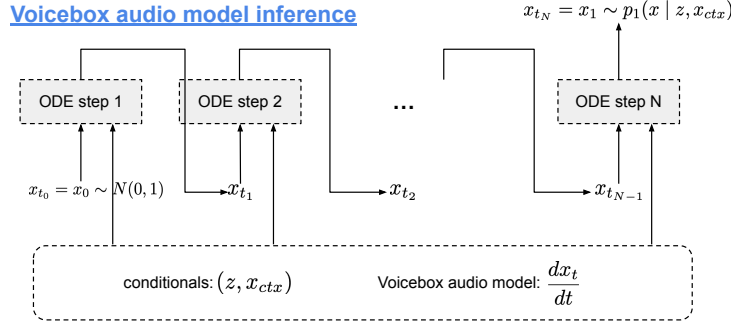 Voicebox audio model inference
x_{t_N} = x_1 ∼ p_1(x | z, x_{ctx})
ODE step 1
ODE step 2
...
ODE step N
x_{t_0} = x_0 ∼ N(0, 1)
x_{t_1}
x_{t_2}
x_{t_{N-1}}
conditionals: (z, x_{ctx})
Voicebox audio model: \frac{dx_t}{dt}